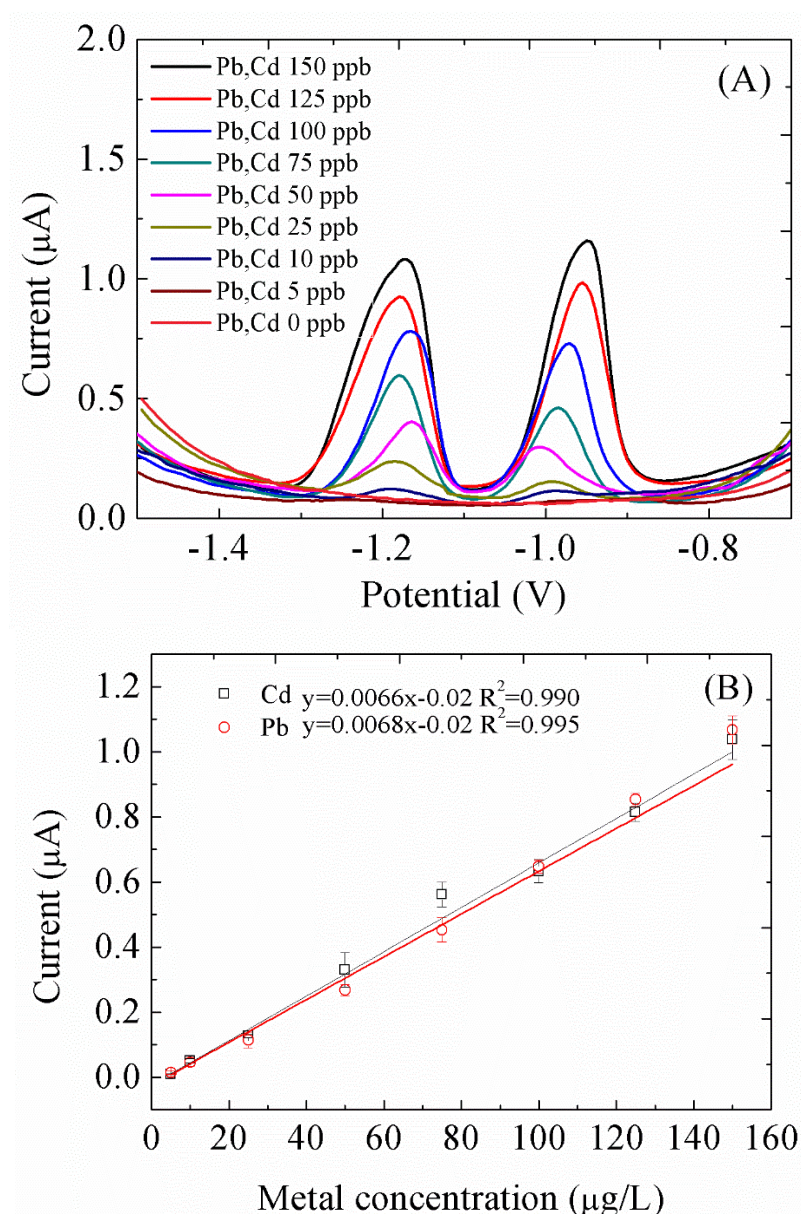 (A)
Pb,Cd 150 ppb
Pb,Cd 125 ppb
Pb,Cd 100 ppb
Pb,Cd 75 ppb
Pb,Cd 50 ppb
Pb,Cd 25 ppb
Pb,Cd 10 ppb
Pb,Cd 5 ppb
Pb,Cd 0 ppb
2.0
1.5
1.0
0.5
0.0
Current (µA)
-1.4 -1.2 -1.0 -0.8
Potential (V)
(B)
Cd y=0.0066x-0.02 R²=0.990
Pb y=0.0068x-0.02 R²=0.995
1.2
1.0
0.8
0.6
0.4
0.2
0.0
Current (µA)
0 20 40 60 80 100 120 140 160
Metal concentration (µg/L)